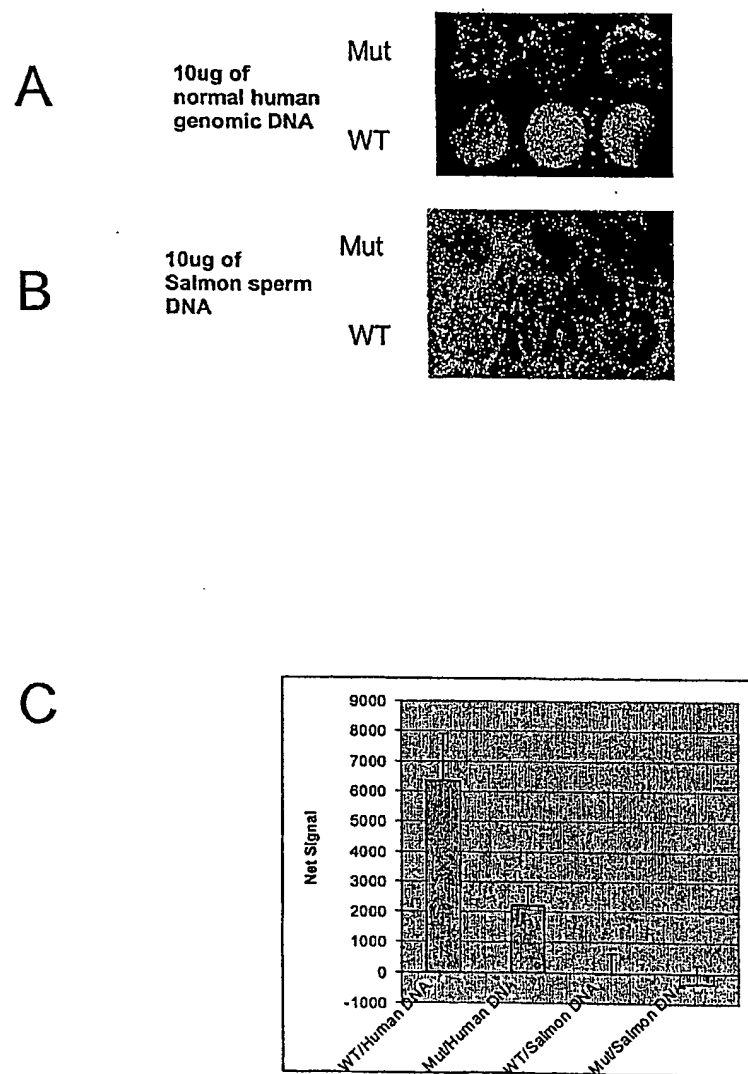 A
10ug of
normal human
genomic DNA
Mut
WT
B
10ug of
Salmon sperm
DNA
Mut
WT
C
Net Signal
9000
8000
7000
6000
5000
4000
3000
2000
1000
0
-1000
WT/Human DNA
Mut/Human DNA
WT/Salmon DNA
Mut/Salmon DNA